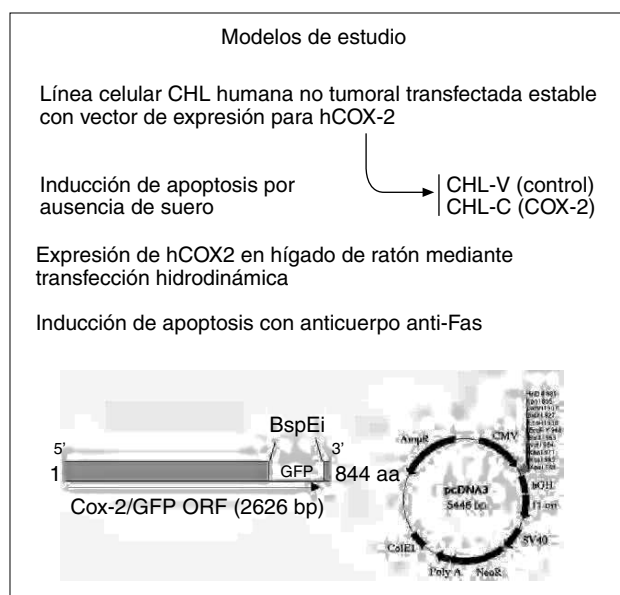 Modelos de estudio
Línea celular CHL humana no tumoral transfectada estable
con vector de expresión para hCOX-2
Inducción de apoptosis por
ausencia de suero
CHL-V (control)
CHL-C (COX-2)
Expresión de hCOX2 en hígado de ratón mediante
transfección hidrodinámica
Inducción de apoptosis con anticuerpo anti-Fas
BspEi
5'
3'
1
GFP
844 aa
Cox-2/GFP ORF (2626 bp)
AmpR
CMV
bGH
f1 ori
pcDNA3
5446 bp
SV40
ColE1
Poly A
NeoR